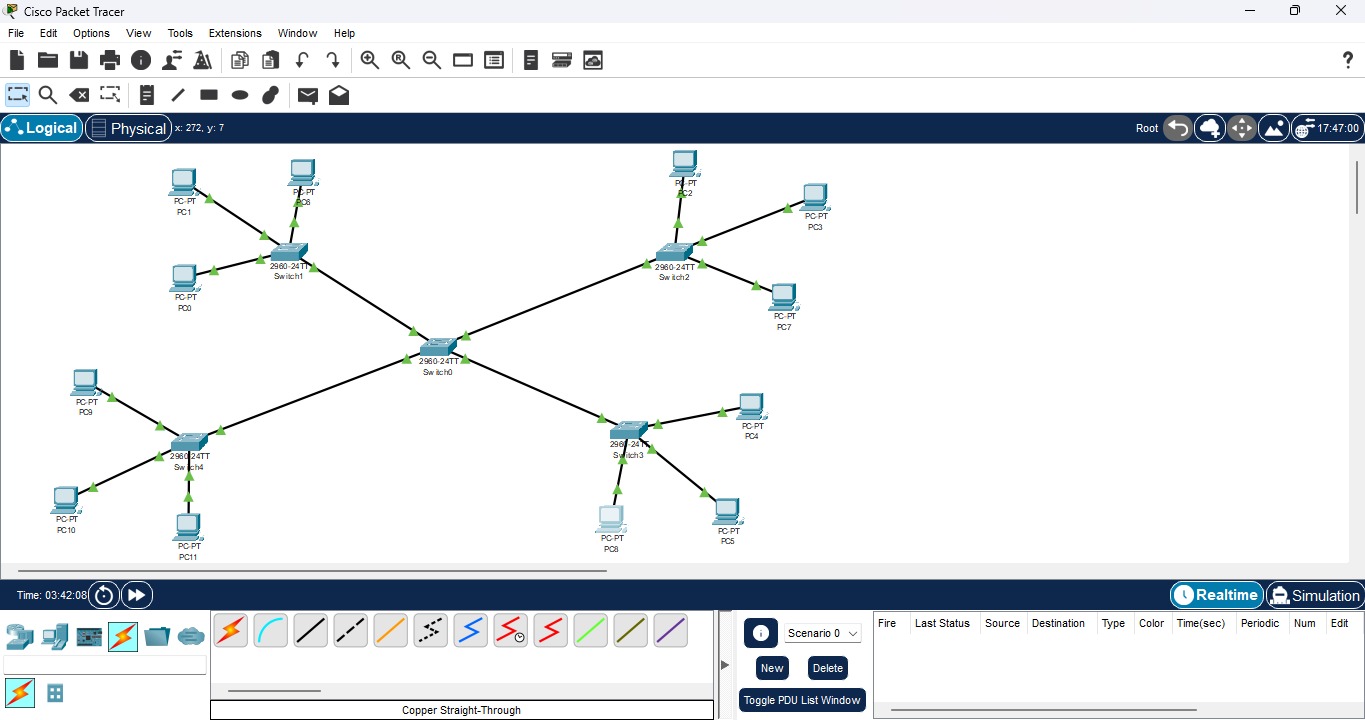 Cisco Packet Tracer
File Edit Options View Tools Extensions Window Help
Logical Physical x: 272, y: 7 Root 17:47:00
PC-PT
PC1
PC-PT
PC6
PC-PT
PC2
PC-PT
PC3
2960-24TT
Switch1
2960-24TT
Switch2
PC-PT
PC0
PC-PT
PC7
2960-24TT
Switch0
PC-PT
PC9
PC-PT
PC4
2960-24TT
Switch4
2960-24TT
Switch3
PC-PT
PC10
PC-PT
PC11
PC-PT
PC8
PC-PT
PC5
Time: 03:42:08 Realtime Simulation
Scenario 0
New Delete
Toggle PDU List Window
Fire Last Status Source Destination Type Color Time(sec) Periodic Num Edit
Copper Straight-Through